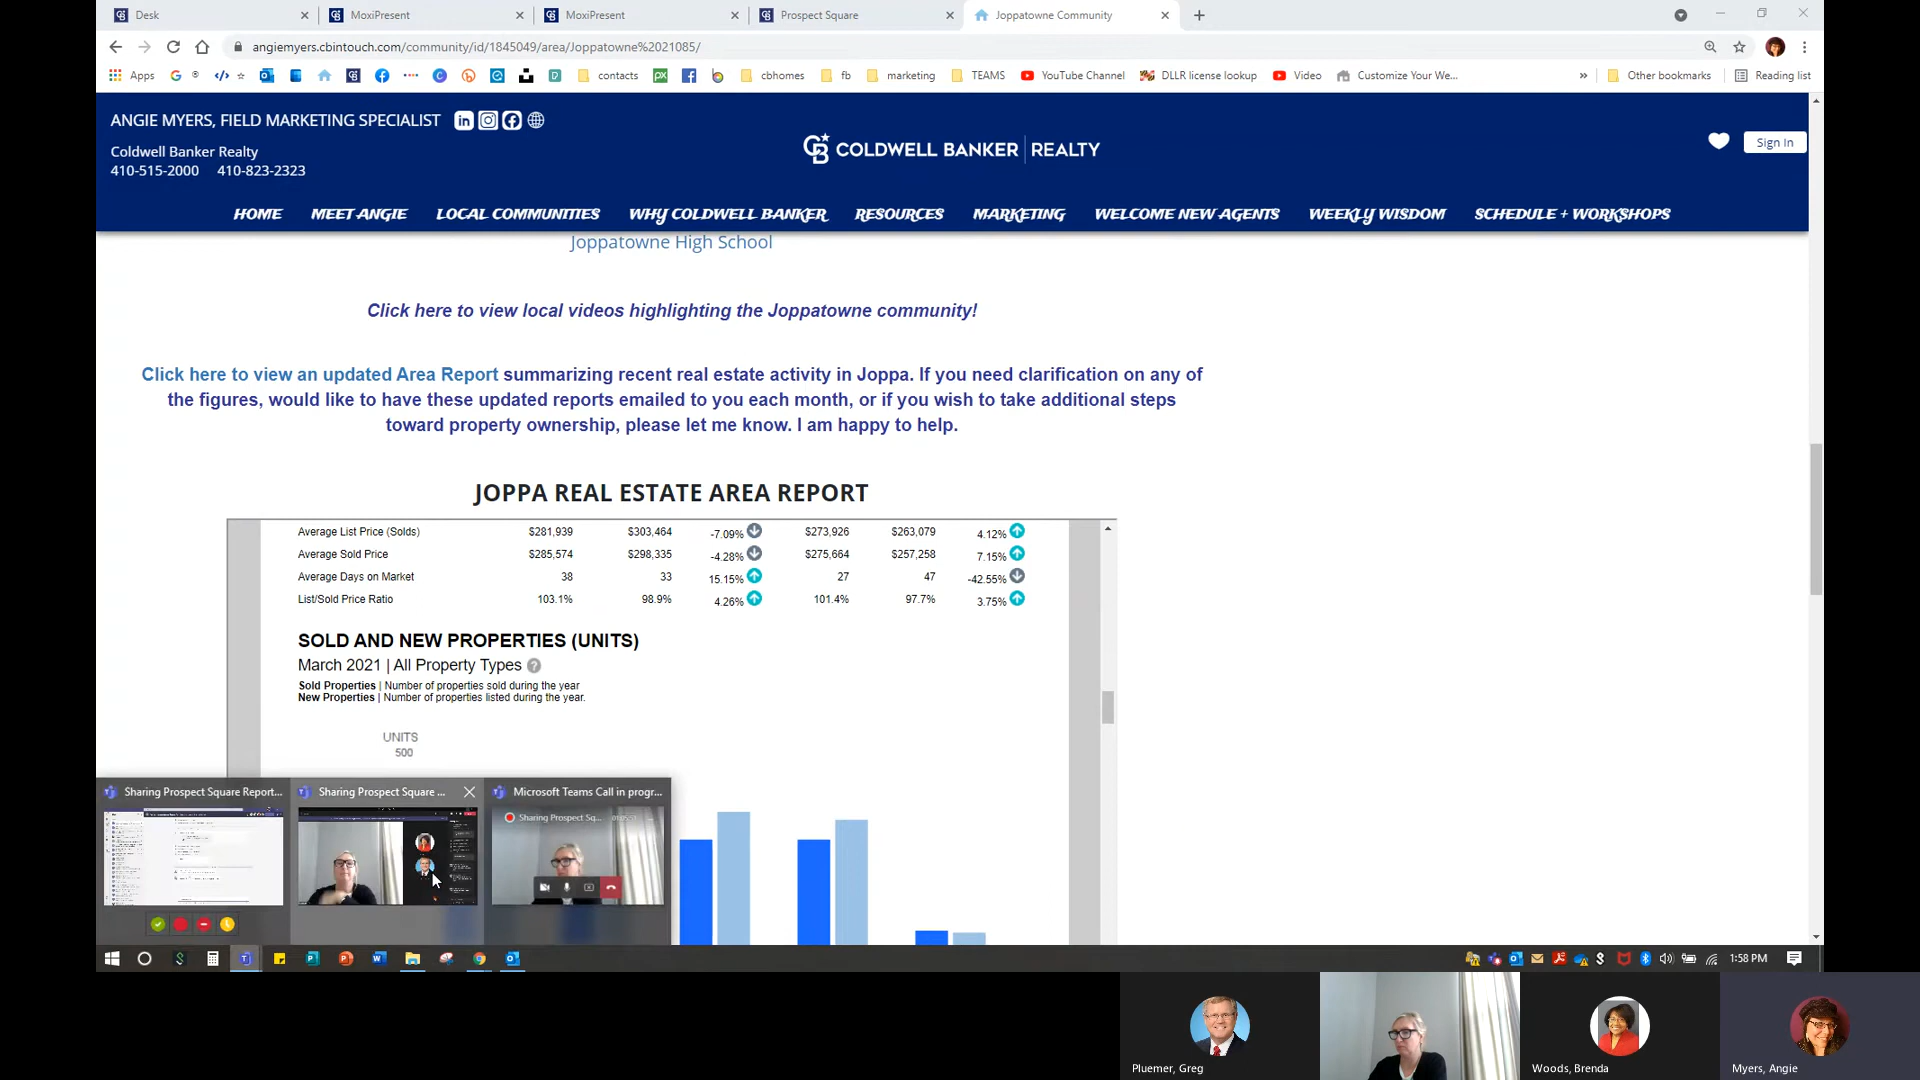 Desk
MoxiPresent
MoxiPresent
Prospect Square
Joppatowne Community
angiemyers.cbintouch.com/community/id/1845049/area/Joppatowne%2021085/
Apps
contacts
cbhomes
fb
marketing
TEAMS
YouTube Channel
DLLR license lookup
Video
Customize Your We...
Other bookmarks
Reading list
ANGIE MYERS, FIELD MARKETING SPECIALIST
Coldwell Banker Realty
410-515-2000 410-823-2323
COLDWELL BANKER | REALTY
Sign In
HOME MEET ANGIE LOCAL COMMUNITIES WHY COLDWELL BANKER RESOURCES MARKETING WELCOME NEW AGENTS WEEKLY WISDOM SCHEDULE + WORKSHOPS
Joppatowne High School
Click here to view local videos highlighting the Joppatowne community!
Click here to view an updated Area Report summarizing recent real estate activity in Joppa. If you need clarification on any of
the figures, would like to have these updated reports emailed to you each month, or if you wish to take additional steps
toward property ownership, please let me know. I am happy to help.
JOPPA REAL ESTATE AREA REPORT
Average List Price (Solds) $281,939 $303,464 -7.09% $273,926 $263,079 4.12%
Average Sold Price $285,574 $298,335 -4.28% $275,664 $257,258 7.15%
Average Days on Market 38 33 15.15% 27 47 -42.55%
List/Sold Price Ratio 103.1% 98.9% 4.26% 101.4% 97.7% 3.75%
SOLD AND NEW PROPERTIES (UNITS)
March 2021 | All Property Types ?
Sold Properties | Number of properties sold during the year
New Properties | Number of properties listed during the year.
UNITS
500
Sharing Prospect Square Report...
Sharing Prospect Square ...
Microsoft Teams Call in progr...
Sharing Prospect Sq...
1:58 PM
Pluemer, Greg
Woods, Brenda
Myers, Angie